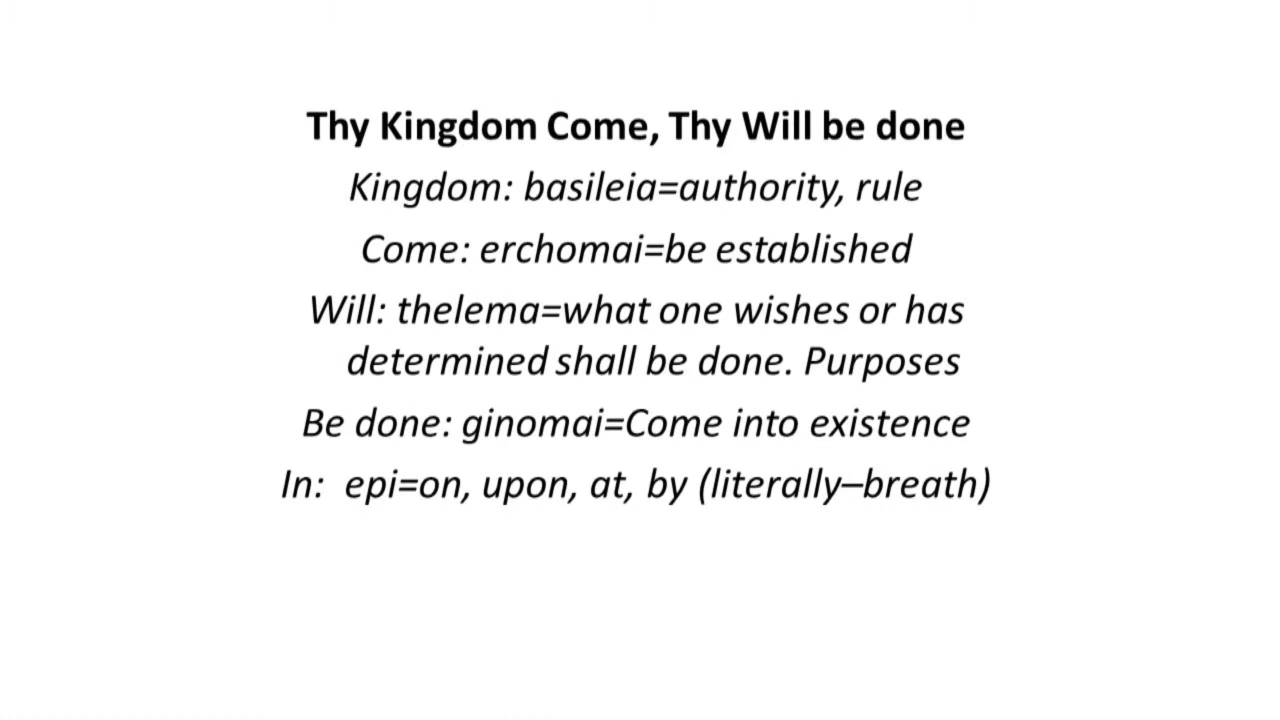 Thy Kingdom Come, Thy Will be done
Kingdom: basileia=authority, rule
Come: erchomai=be established
Will: thelema=what one wishes or has
determined shall be done. Purposes
Be done: ginomai=Come into existence
In:  epi=on, upon, at, by (literally–breath)